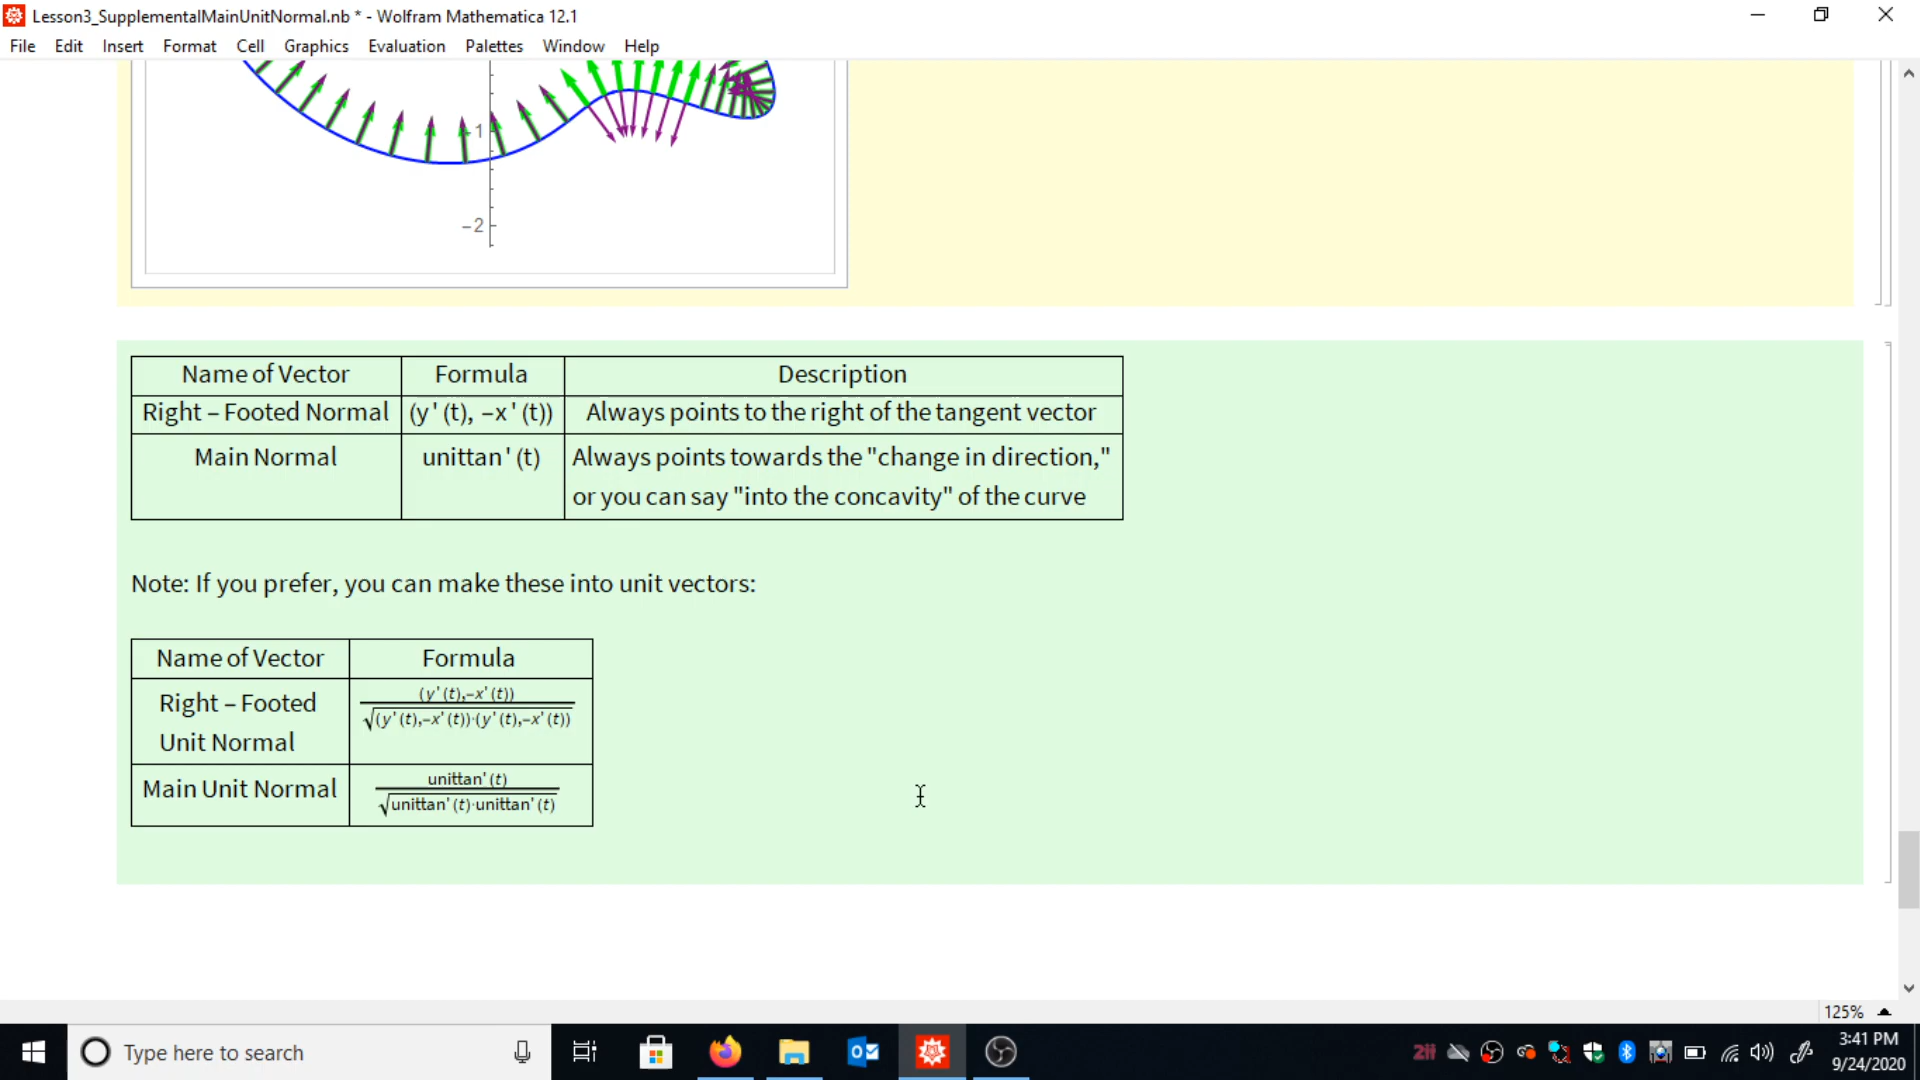 Lesson3_SupplementalMainUnitNormal.nb * - Wolfram Mathematica 12.1
File Edit Insert Format Cell Graphics Evaluation Palettes Window Help
-1
-2
Name of Vector Formula Description
Right – Footed Normal (y'(t), −x'(t)) Always points to the right of the tangent vector
Main Normal unittan'(t) Always points towards the "change in direction,"
or you can say "into the concavity" of the curve
Note: If you prefer, you can make these into unit vectors:
Name of Vector Formula
Right – Footed
Unit Normal
(y'(t),−x'(t))
√(y'(t),−x'(t))·(y'(t),−x'(t))
Main Unit Normal
unittan'(t)
√unittan'(t)·unittan'(t)
125%
Type here to search
3:41 PM
9/24/2020